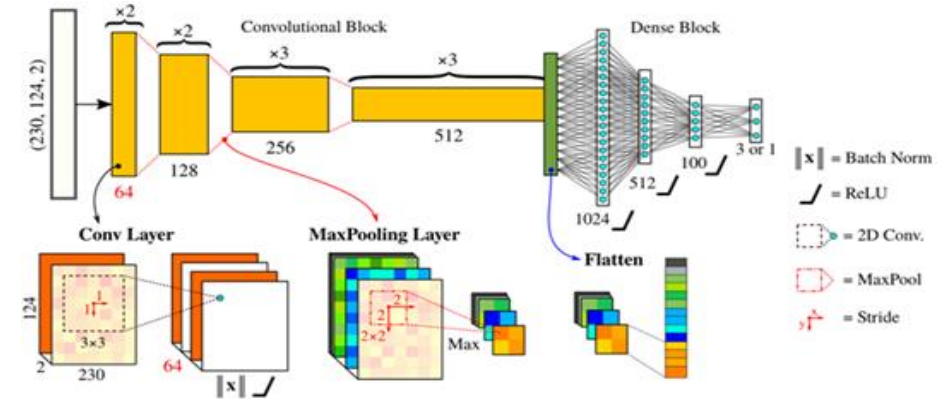 ×2
Convolutional Block
Dense Block
×2
×3
×3
(230, 124, 2)
64
128
256
512
1024
512
100
3 or 1
‖x‖ = Batch Norm
= ReLU
= 2D Conv.
= MaxPool
x
y
= Stride
Conv Layer
MaxPooling Layer
Flatten
124
1
1
3×3
2
230
64
‖x‖
2
2
2×2
Max